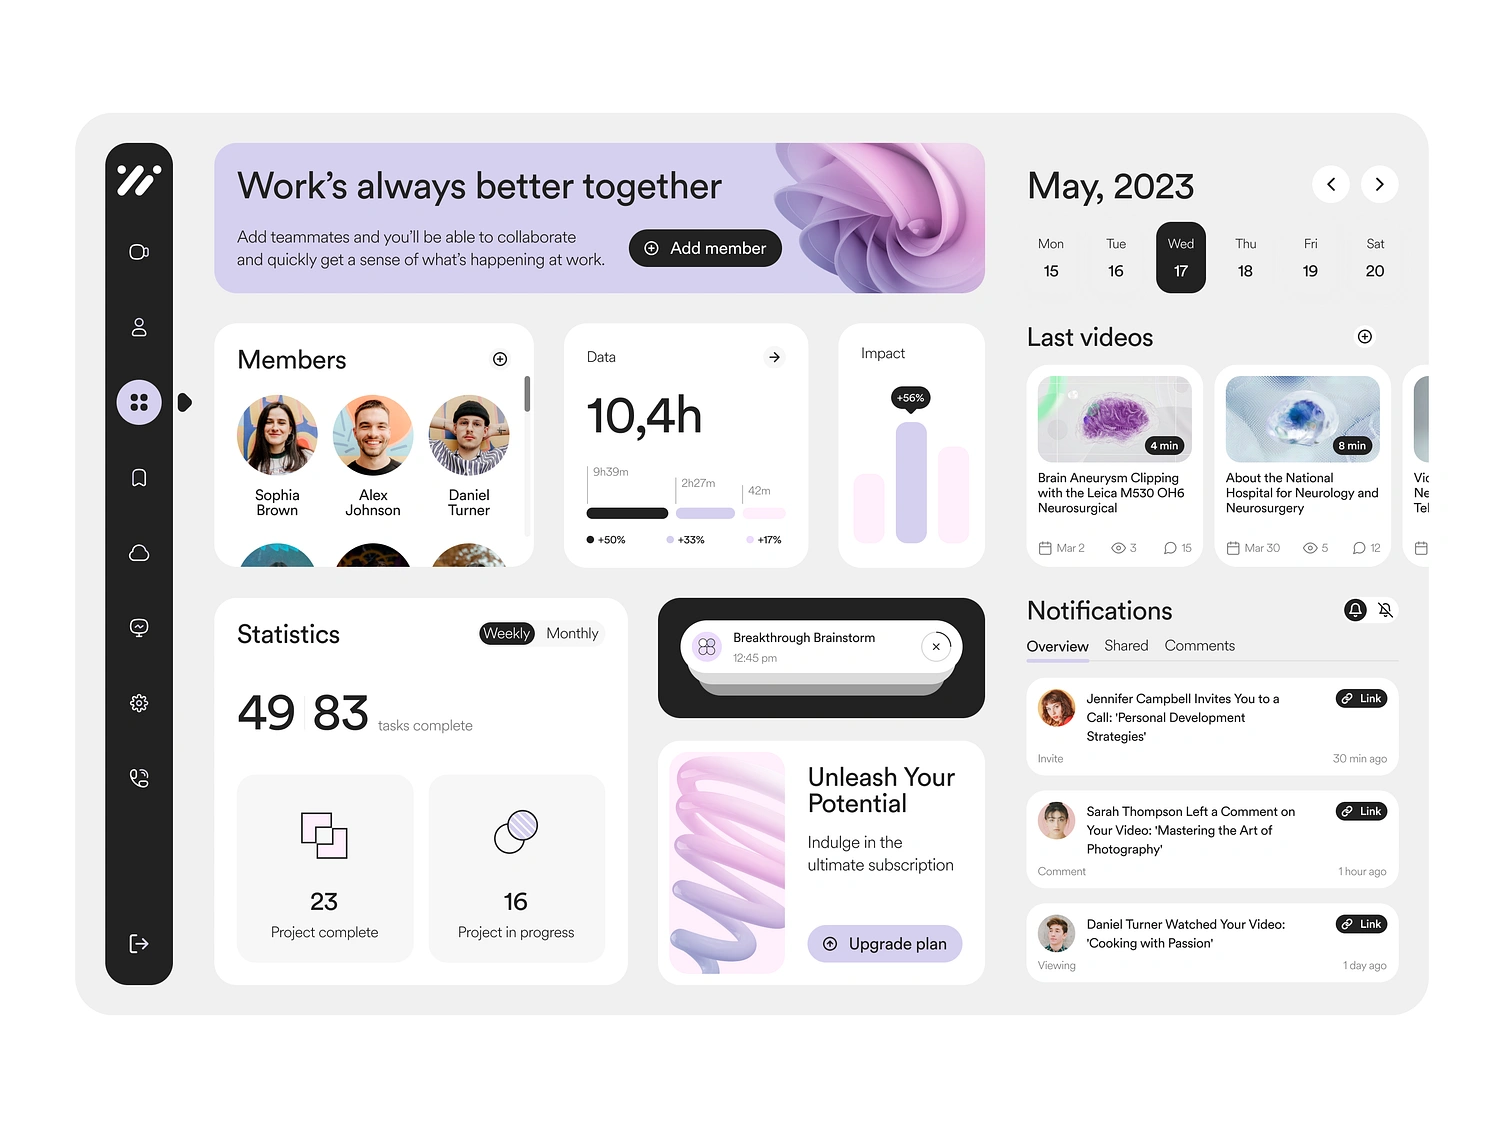 Work's always better together
Add teammates and you'll be able to collaborate
and quickly get a sense of what's happening at work.
Add member
Members
Sophia
Brown
Alex
Johnson
Daniel
Turner
Data
10,4h
9h39m
2h27m
42m
+50%
+33%
+17%
Impact
+56%
Statistics
Weekly
Monthly
49
83
tasks complete
23
Project complete
16
Project in progress
Breakthrough Brainstorm
12:45 pm
Unleash Your
Potential
Indulge in the
ultimate subscription
Upgrade plan
May, 2023
Mon
15
Tue
16
Wed
17
Thu
18
Fri
19
Sat
20
Last videos
4 min
Brain Aneurysm Clipping
with the Leica M530 OH6
Neurosurgical
Mar 2
3
15
8 min
About the National
Hospital for Neurology and
Neurosurgery
Mar 30
5
12
Notifications
Overview
Shared
Comments
Jennifer Campbell Invites You to a
Call: 'Personal Development
Strategies'
Link
Invite
30 min ago
Sarah Thompson Left a Comment on
Your Video: 'Mastering the Art of
Photography'
Link
Comment
1 hour ago
Daniel Turner Watched Your Video:
'Cooking with Passion'
Link
Viewing
1 day ago